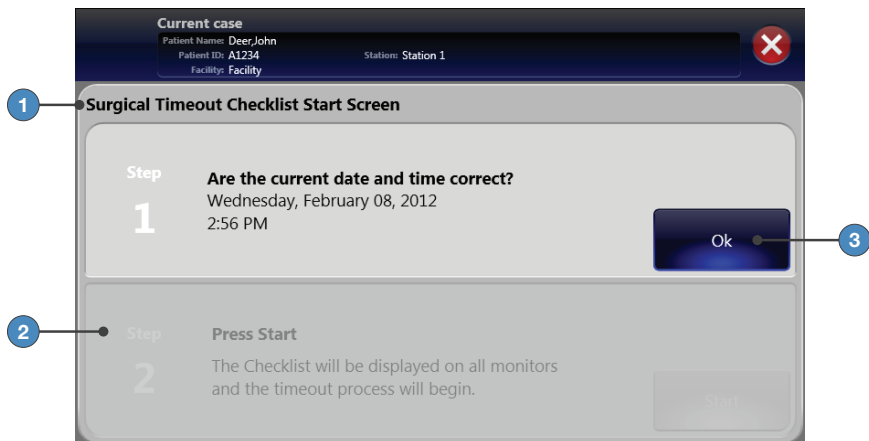 Current case
Patient Name: Deer,John
Patient ID: A1234 Station: Station 1
Facility: Facility
1 Surgical Timeout Checklist Start Screen
Step
1
Are the current date and time correct?
Wednesday, February 08, 2012
2:56 PM
Ok 3
2 Step
2
Press Start
The Checklist will be displayed on all monitors
and the timeout process will begin.
Start